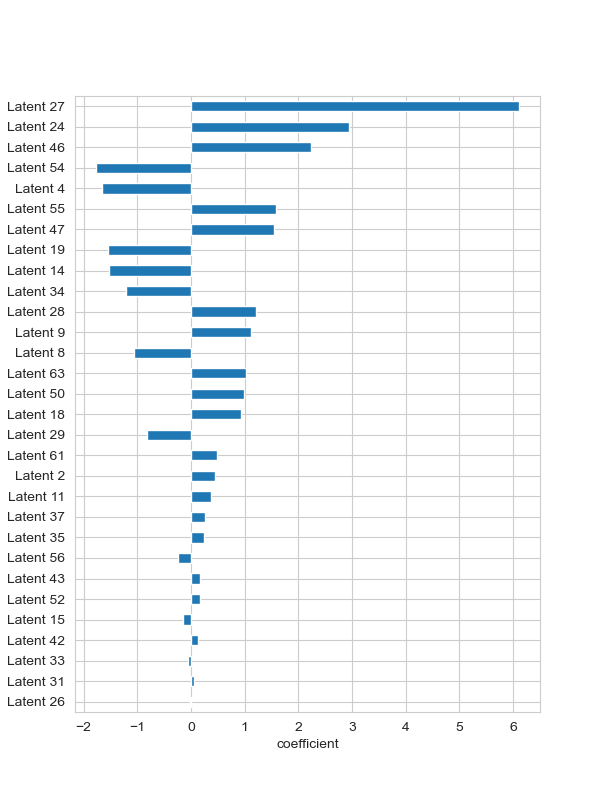 Latent 27
Latent 24
Latent 46
Latent 54
Latent 4
Latent 55
Latent 47
Latent 19
Latent 14
Latent 34
Latent 28
Latent 9
Latent 8
Latent 63
Latent 50
Latent 18
Latent 29
Latent 61
Latent 2
Latent 11
Latent 37
Latent 35
Latent 56
Latent 43
Latent 52
Latent 15
Latent 42
Latent 33
Latent 31
Latent 26
−2 −1 0 1 2 3 4 5 6
coefficient